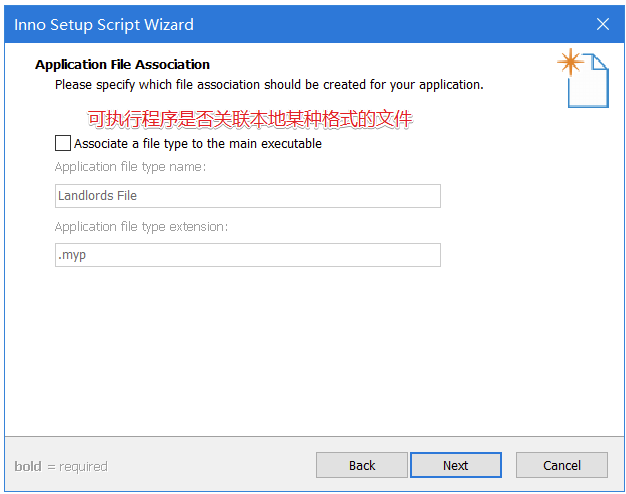 Inno Setup Script Wizard
Application File Association
Please specify which file association should be created for your application.
可执行程序是否关联本地某种格式的文件
Associate a file type to the main executable
Application file type name:
Landlords File
Application file type extension:
.myp
bold = required
Back
Next
Cancel